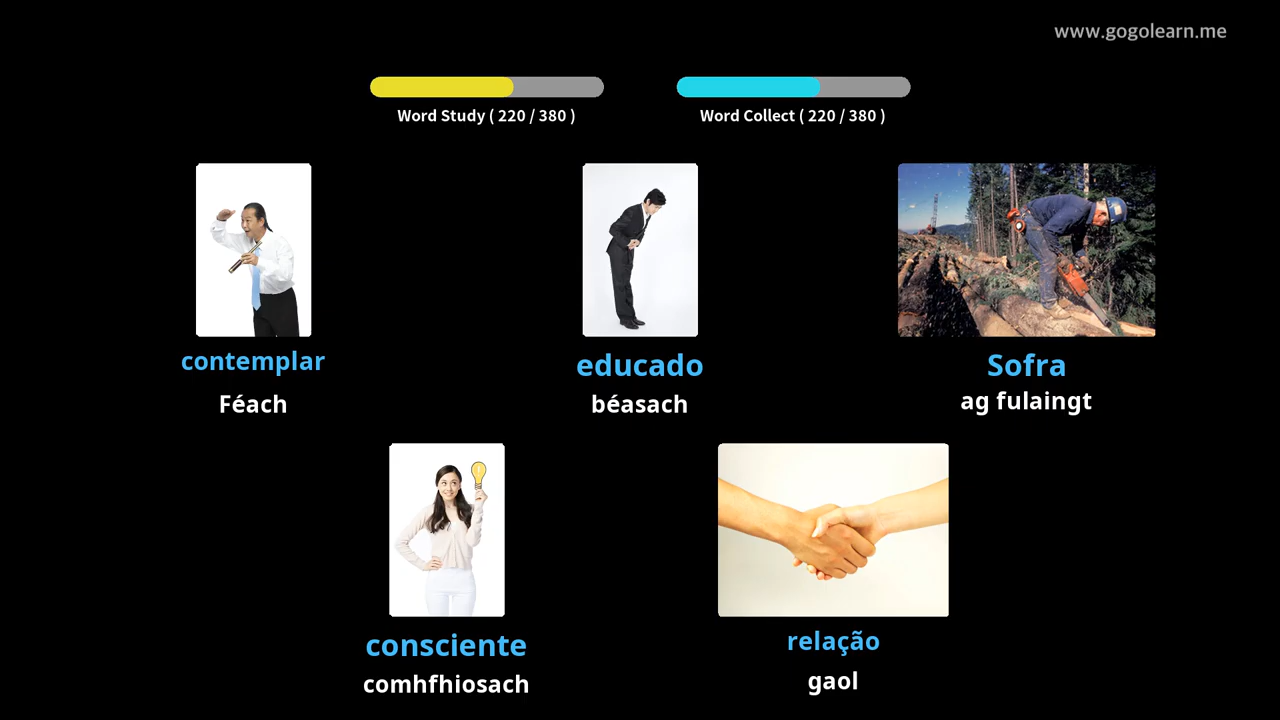 www.gogolearn.me
Word Study ( 220 / 380 )
Word Collect ( 220 / 380 )
contemplar
Féach
educado
béasach
Sofra
ag fulaingt
consciente
comhfhiosach
relação
gaol